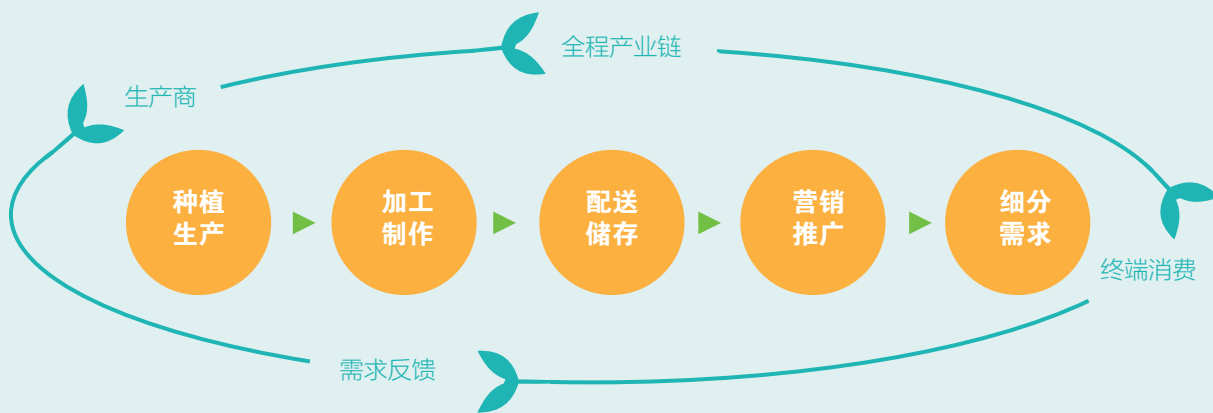 全程产业链
生产商
种植
生产
加工
制作
配送
储存
营销
推广
细分
需求
终端消费
需求反馈